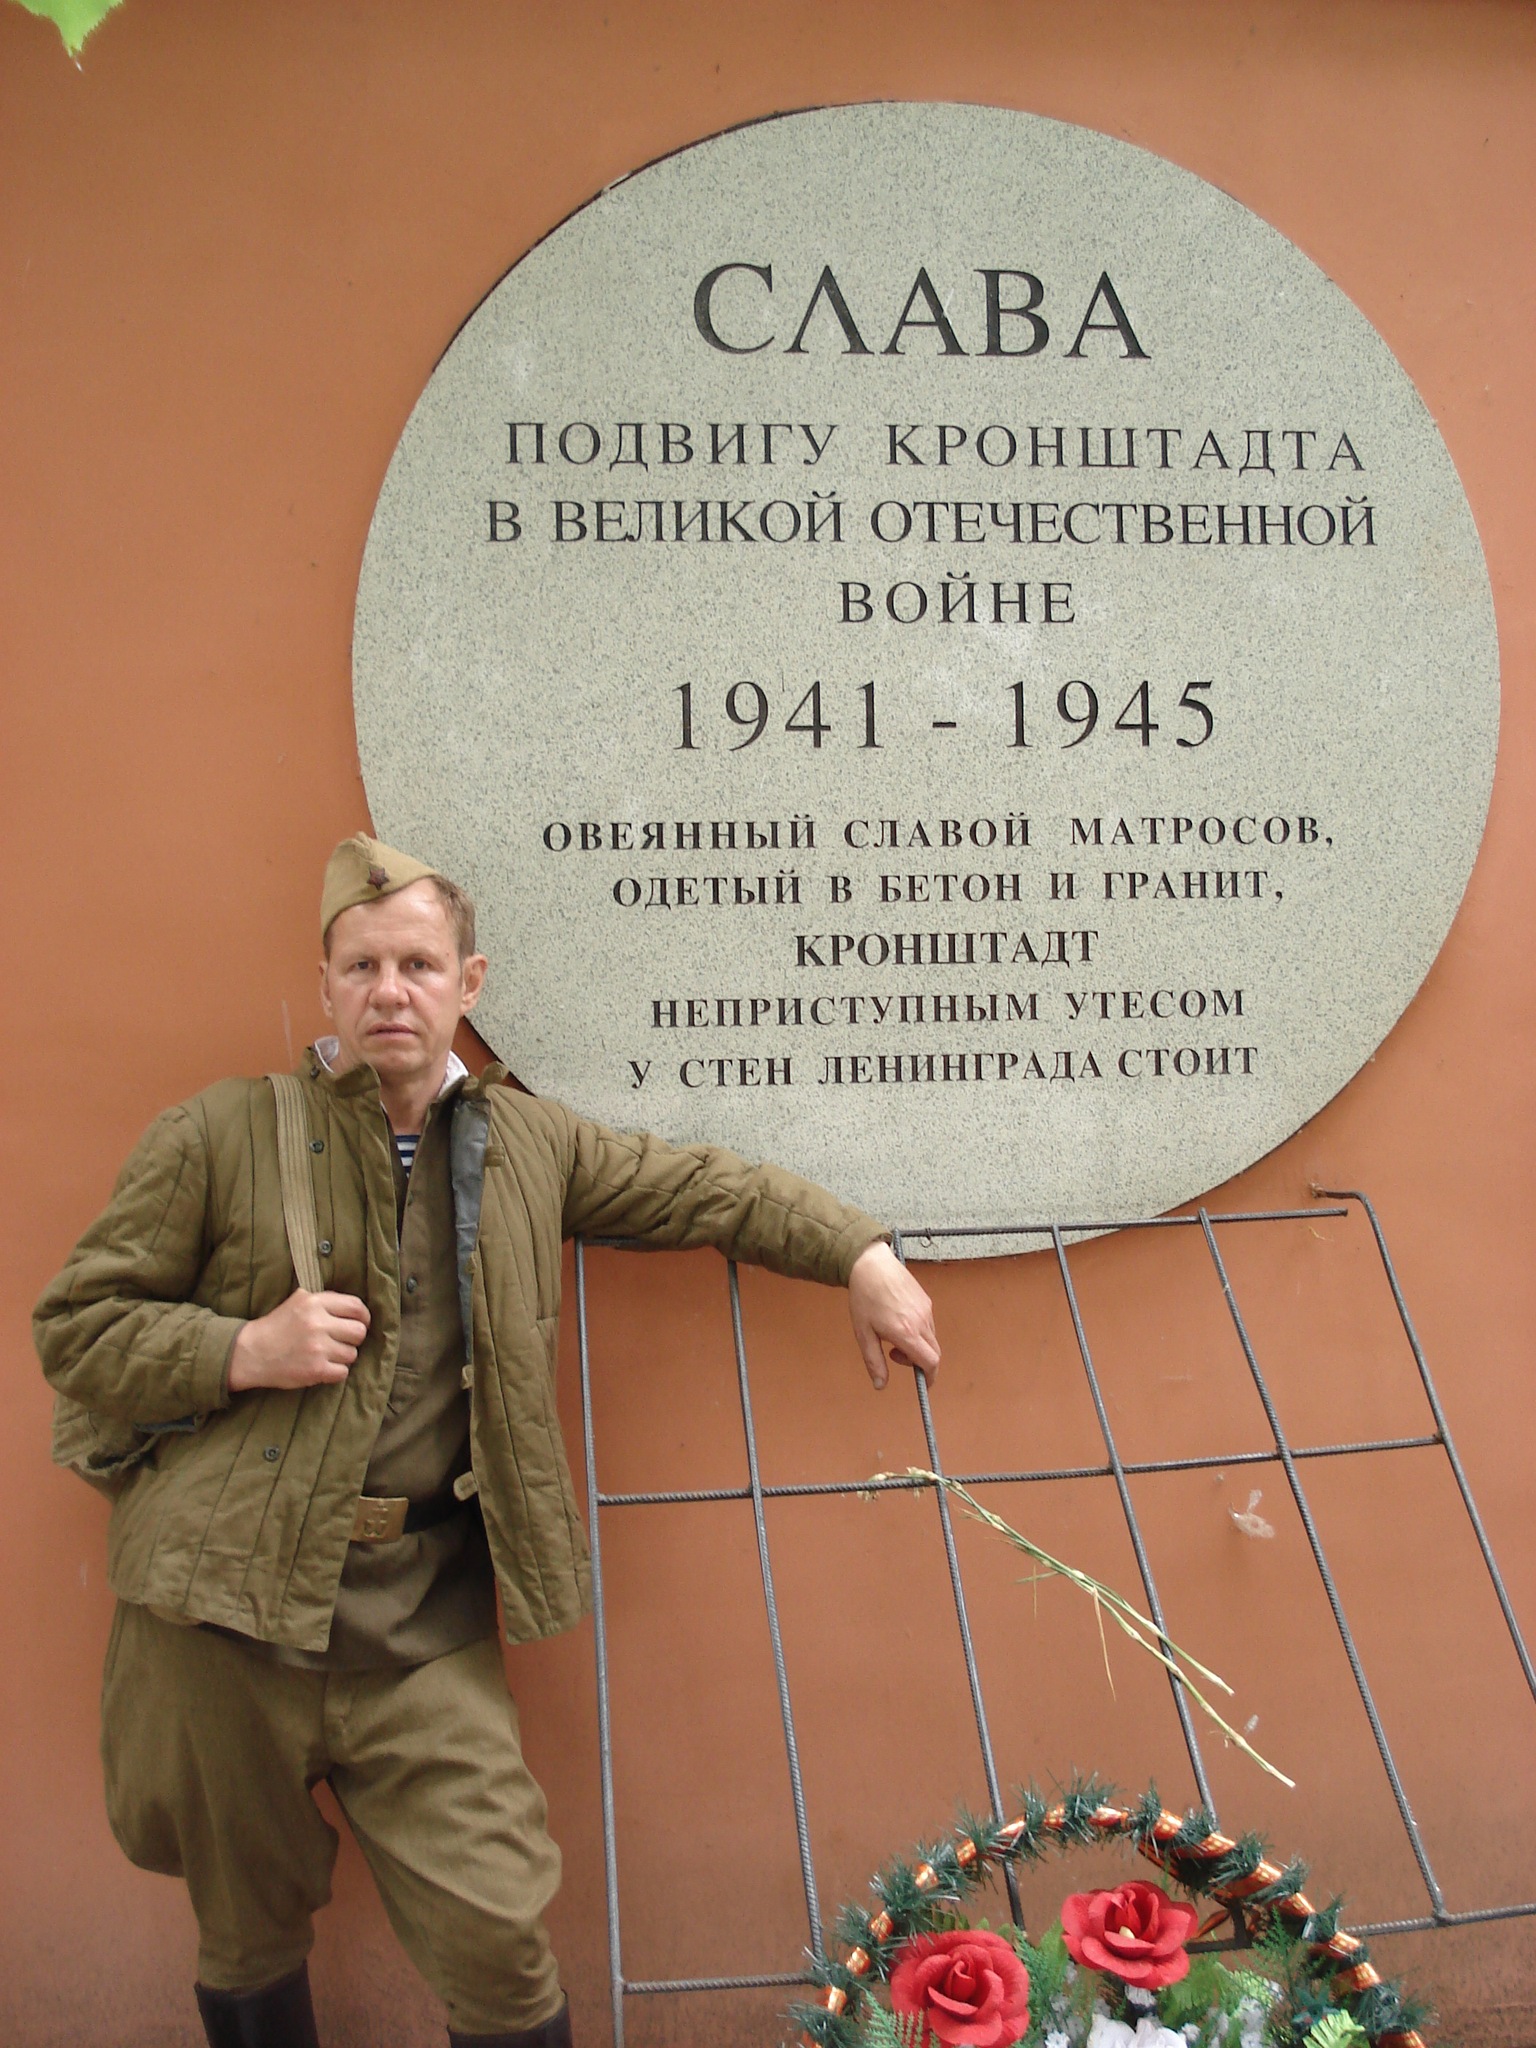 СЛАВА
ПОДВИГУ КРОНШТАДТА
В ВЕЛИКОЙ ОТЕЧЕСТВЕННОЙ
ВОЙНЕ
1941 - 1945
ОВЕЯННЫЙ СЛАВОЙ МАТРОСОВ,
ОДЕТЫЙ В БЕТОН И ГРАНИТ,
КРОНШТАДТ
НЕПРИСТУПНЫМ УТЕСОМ
У СТЕН ЛЕНИНГРАДА СТОИТ